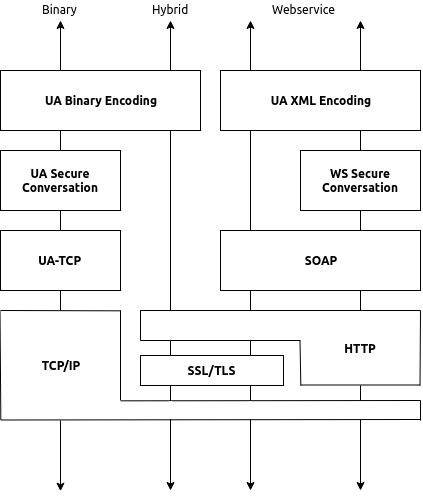 Binary
Hybrid
Webservice
UA Binary Encoding
UA XML Encoding
UA Secure
Conversation
WS Secure
Conversation
UA-TCP
SOAP
HTTP
TCP/IP
SSL/TLS